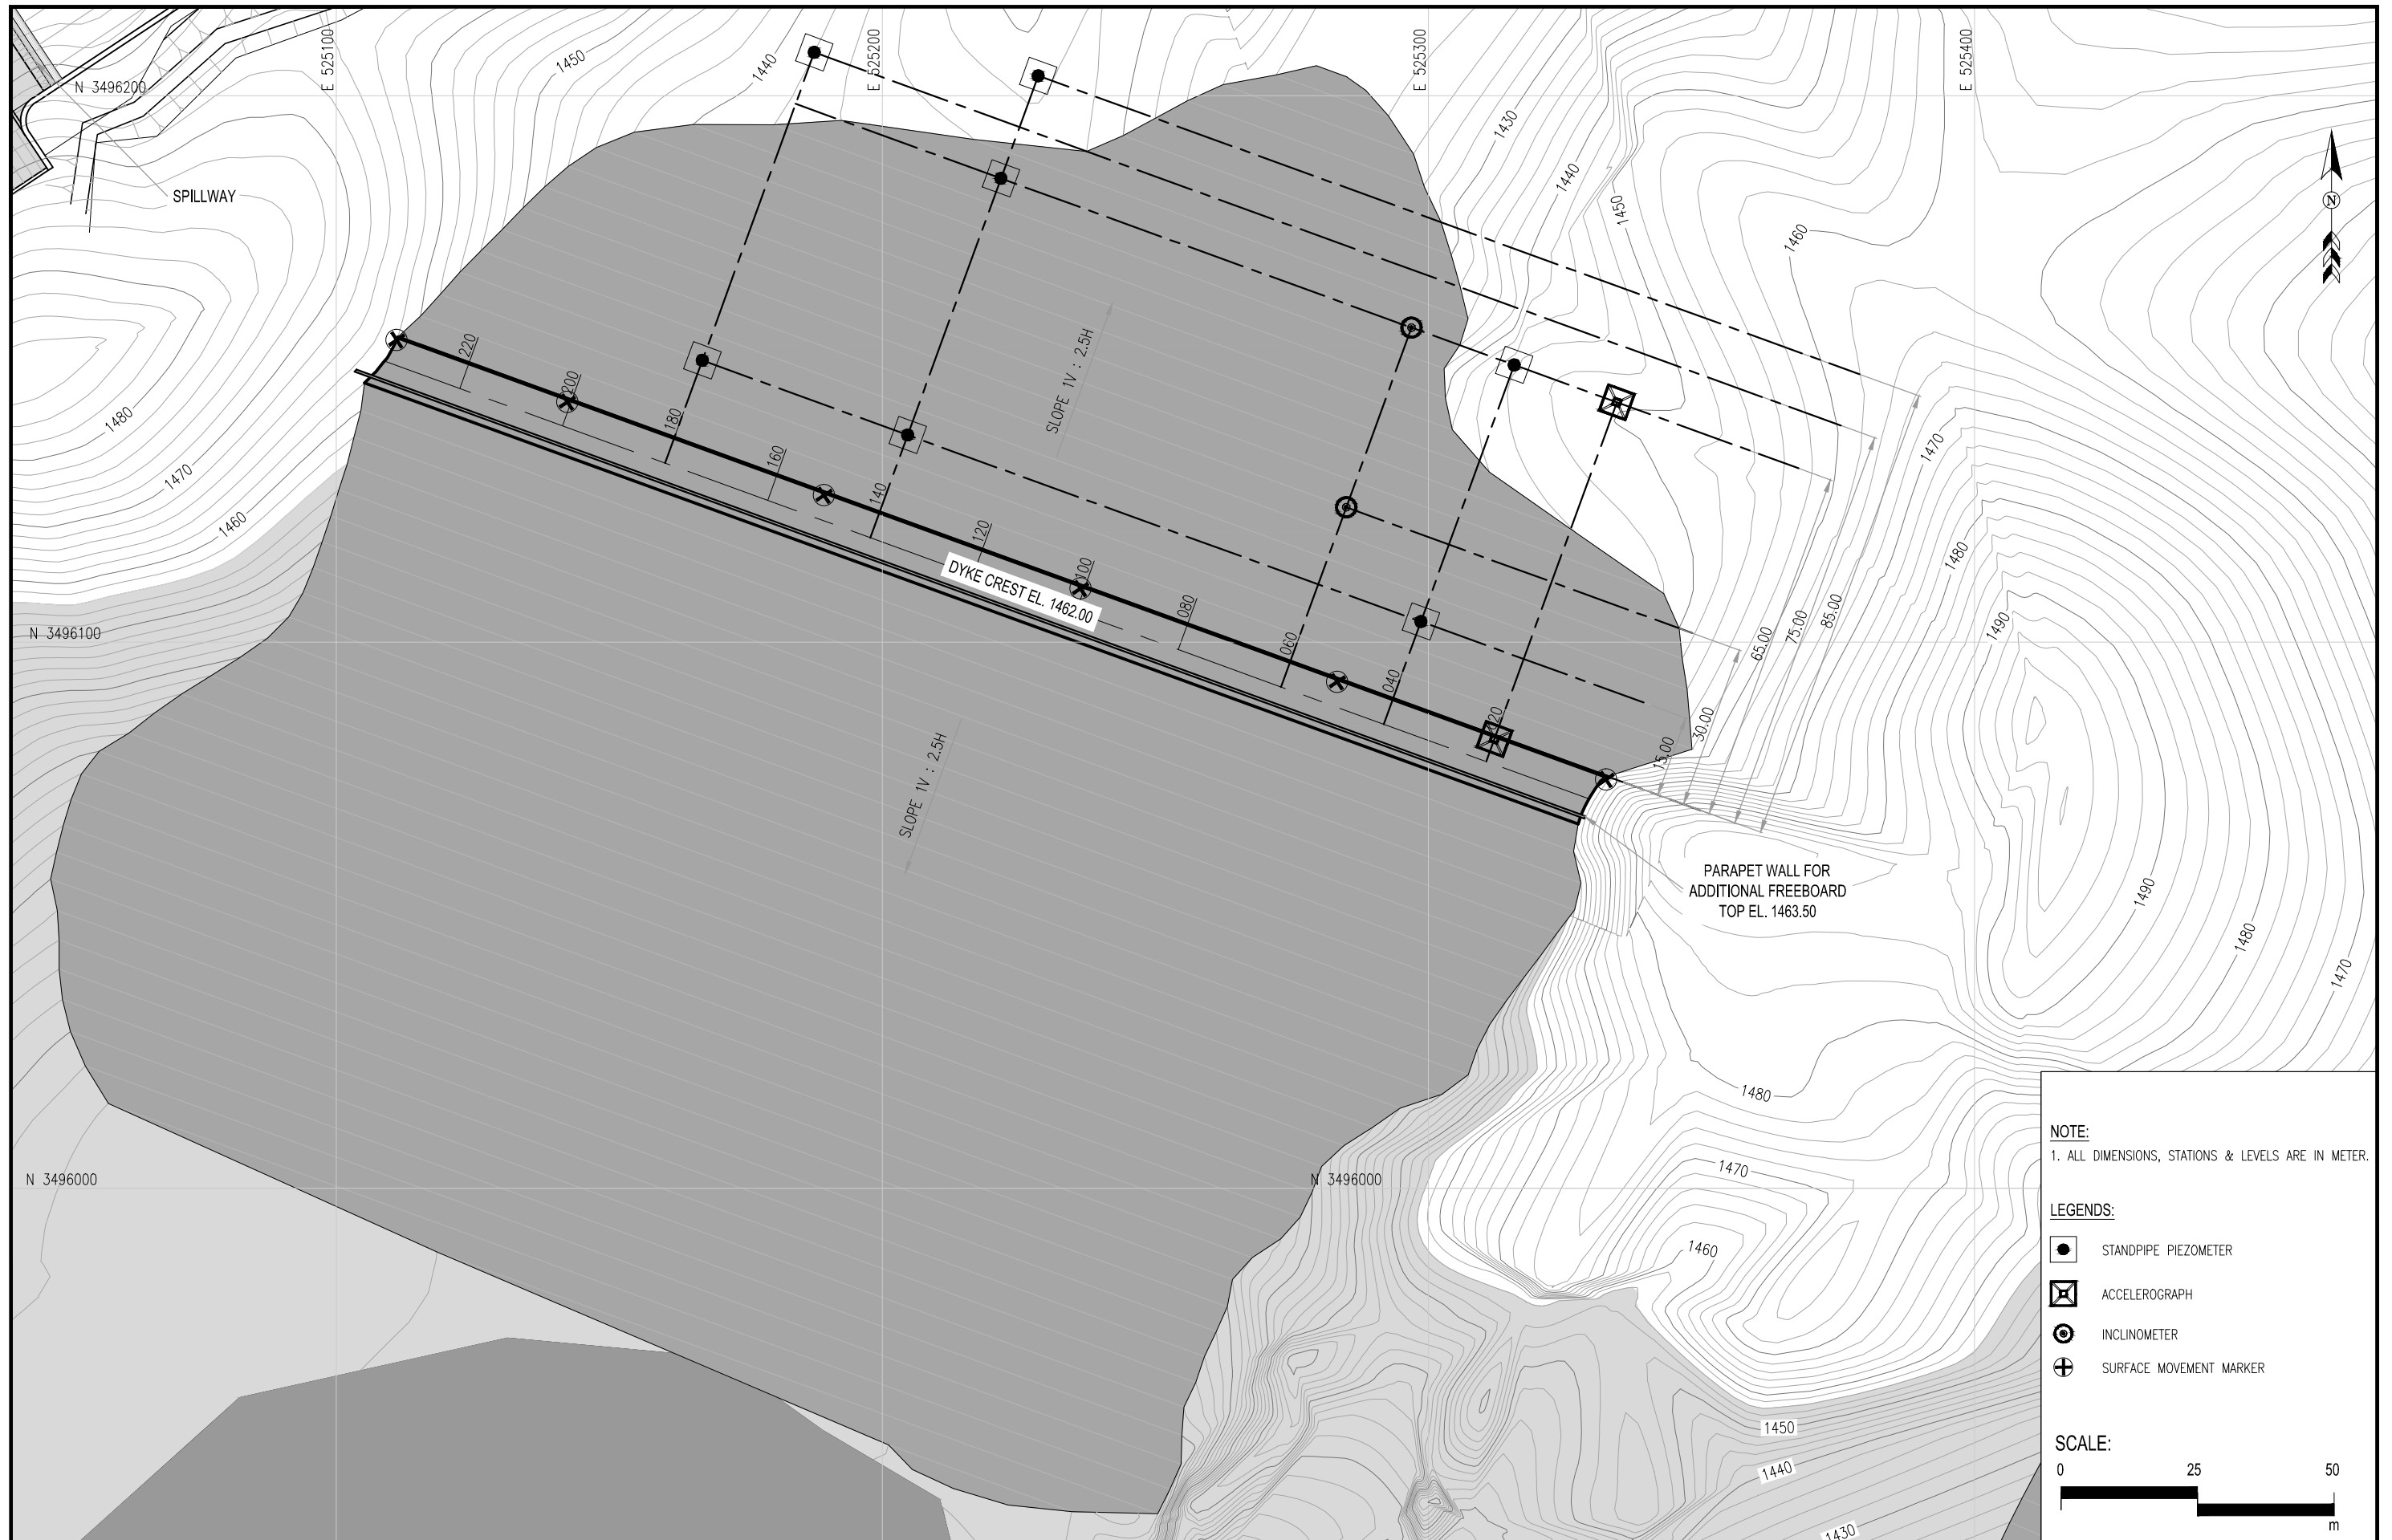 E 525100
E 525200
E 525300
E 525400
N 3496200
1450
1440
1430
1440
1450
1460
SPILLWAY
N
220
200
180
160
140
120
100
080
060
040
020
SLOPE 1V : 2.5H
DYKE CREST EL. 1462.00
1480
1470
1460
N 3496100
15.00
30.00
65.00
75.00
85.00
1470
1480
1490
SLOPE 1V : 2.5H
PARAPET WALL FOR
ADDITIONAL FREEBOARD
TOP EL. 1463.50
1490
1480
1470
1480
N 3496000
N 3496000
1470
1460
1450
1440
1430
NOTE:
1. ALL DIMENSIONS, STATIONS & LEVELS ARE IN METER.
LEGENDS:
STANDPIPE PIEZOMETER
ACCELEROGRAPH
INCLINOMETER
SURFACE MOVEMENT MARKER
SCALE:
0 25 50
m